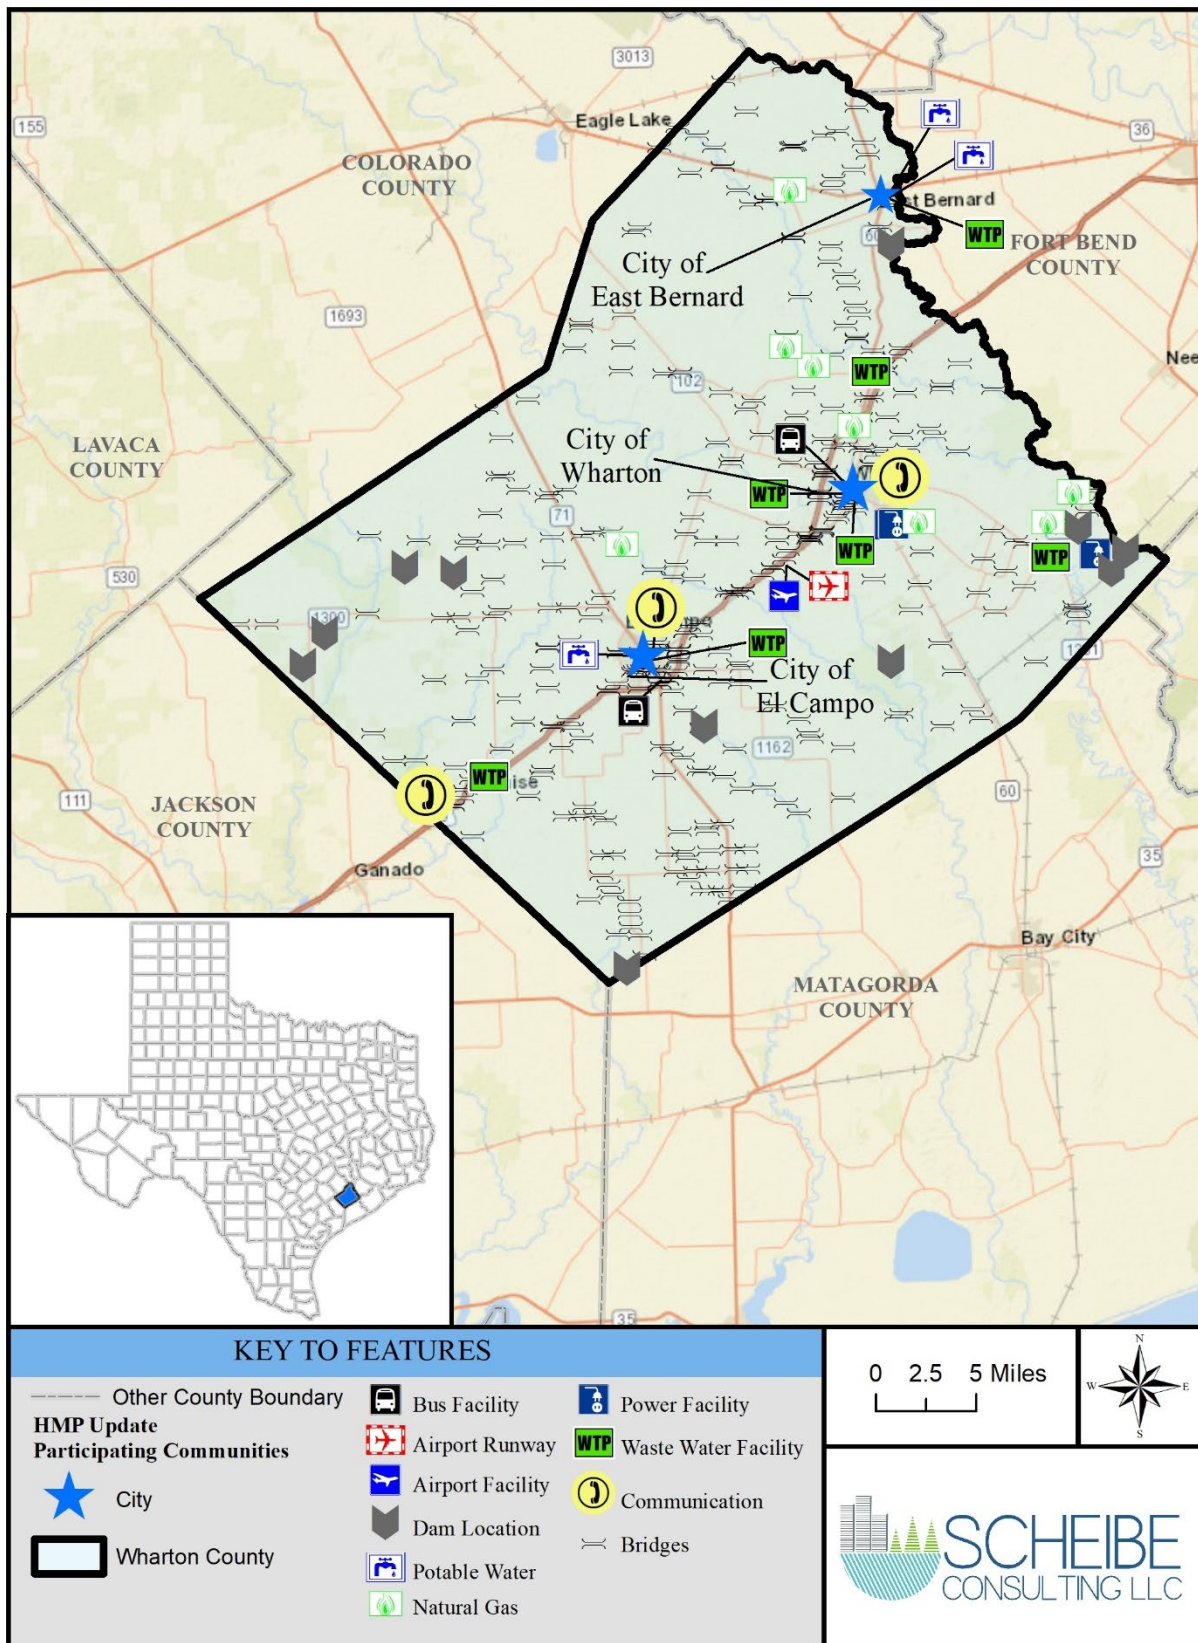 3013
155
Eagle Lake
36
COLORADO
COUNTY
st Bernard
WTP
FORT BEND
COUNTY
City of
East Bernard
60
1693
Nee
WTP
102
LAVACA
COUNTY
City of
Wharton
W
WTP
71
WTP
WTP
530
1300
WTP
1301
City of
El Campo
1162
WTP
ise
111
JACKSON
COUNTY
60
35
Ganado
Bay City
MATAGORDA
COUNTY
35
KEY TO FEATURES
Other County Boundary
HMP Update
Participating Communities
City
Wharton County
Bus Facility
Airport Runway
Airport Facility
Dam Location
Potable Water
Natural Gas
Power Facility
WTP Waste Water Facility
Communication
Bridges
0 2.5 5 Miles
N
W E
S
SCHEIBE
CONSULTING LLC